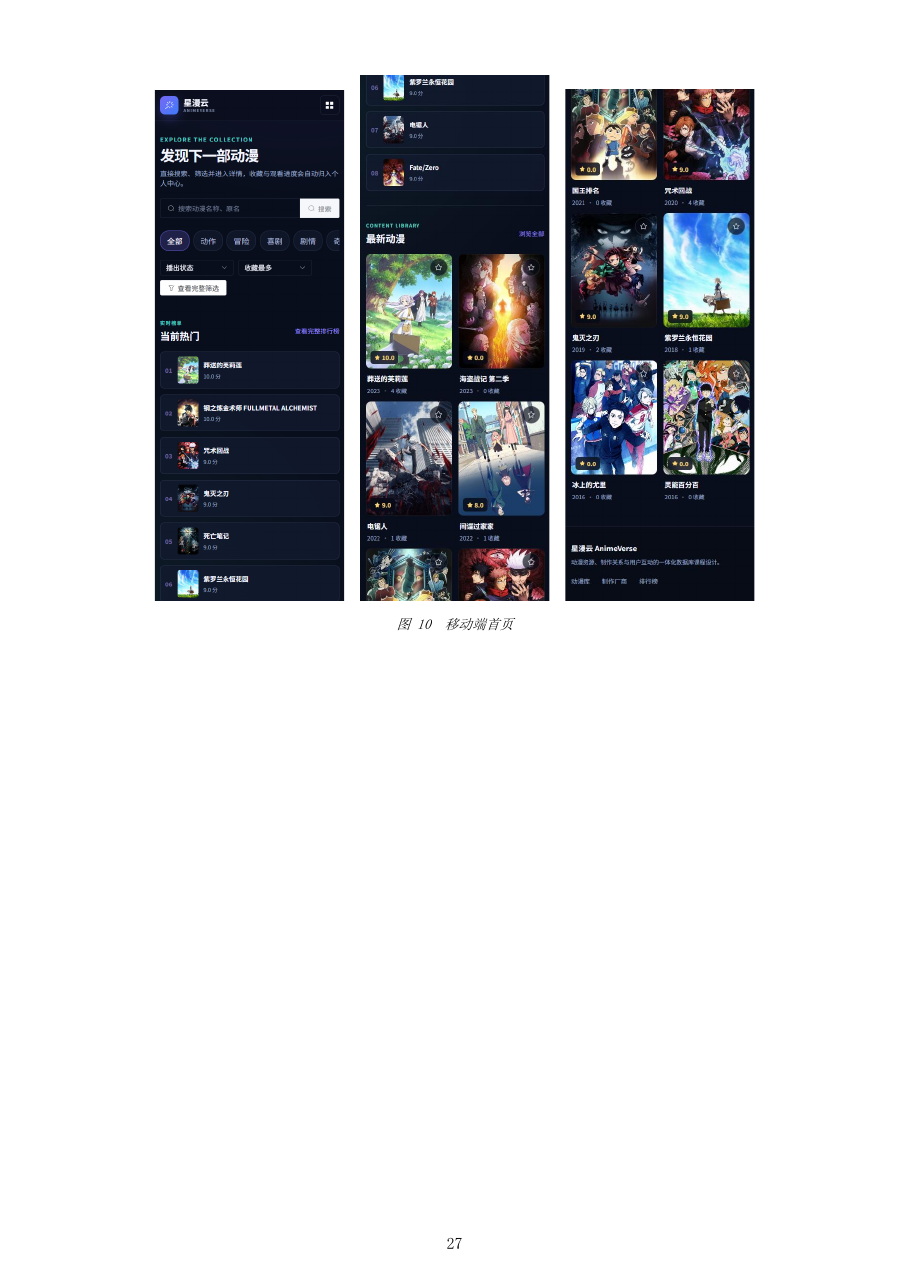 星漫云
ANIMEVERSE
EXPLORE THE COLLECTION
发现下一部动漫
直接搜索、筛选并进入详情，收藏与观看进度会自动归入个
人中心。
搜索动漫名称、原名
搜索
全部 动作 冒险 喜剧 剧情 奇
播出状态 收藏最多
查看完整筛选
实时榜单
当前热门 查看完整排行榜
01 葬送的芙莉莲
10.0 分
02 钢之炼金术师 FULLMETAL ALCHEMIST
10.0 分
03 咒术回战
9.0 分
04 鬼灭之刃
9.0 分
05 死亡笔记
9.0 分
06 紫罗兰永恒花园
9.0 分
06 紫罗兰永恒花园
9.0 分
07 电锯人
9.0 分
08 Fate/Zero
9.0 分
CONTENT LIBRARY
最新动漫 浏览全部
10.0 0.0
葬送的芙莉莲 海盗战记 第二季
2023 · 4 收藏 2023 · 0 收藏
9.0 8.0
电锯人 间谍过家家
2022 · 1 收藏 2022 · 1 收藏
0.0 9.0
国王排名 咒术回战
2021 · 0 收藏 2020 · 4 收藏
9.0 9.0
鬼灭之刃 紫罗兰永恒花园
2019 · 2 收藏 2018 · 1 收藏
0.0 0.0
冰上的尤里 灵能百分百
2016 · 0 收藏 2016 · 0 收藏
星漫云 AnimeVerse
动漫资源、制作关系与用户互动的一体化数据库课程设计。
动漫库 制作厂商 排行榜
图 10 移动端首页
27